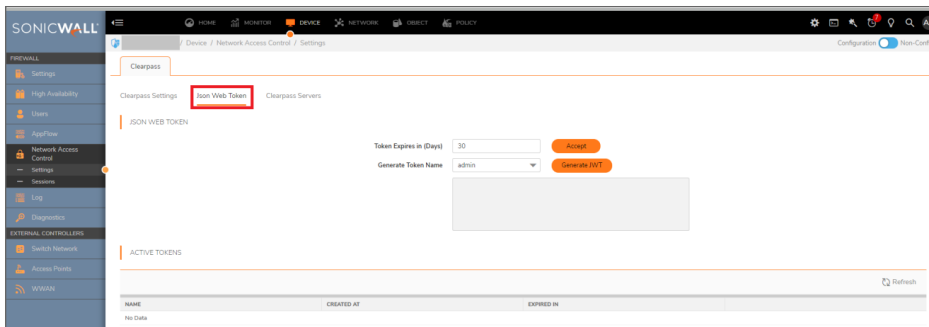 SONICWALL
HOME MONITOR DEVICE NETWORK OBJECT POLICY
7
/ Device / Network Access Control / Settings
Configuration Non-Conf
FIREWALL
Settings
High Availability
Users
AppFlow
Network Access
Control
Settings
Sessions
Log
Diagnostics
EXTERNAL CONTROLLERS
Switch Network
Access Points
WWAN
Clearpass
Clearpass Settings Json Web Token Clearpass Servers
JSON WEB TOKEN
Token Expires in (Days) 30 Accept
Generate Token Name admin Generate JWT
ACTIVE TOKENS
Refresh
NAME CREATED AT EXPIRED IN
No Data